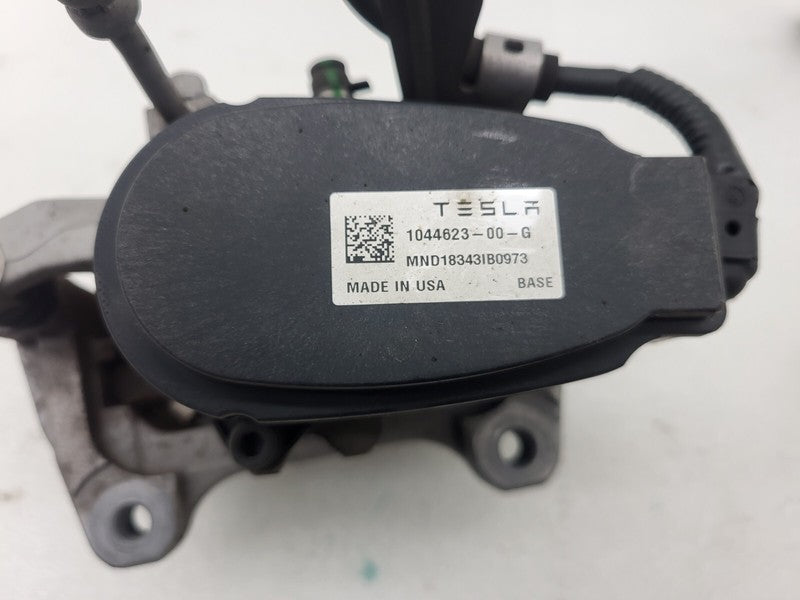 TESLA
1044623-00-G
MND18343IB0973
MADE IN USA BASE